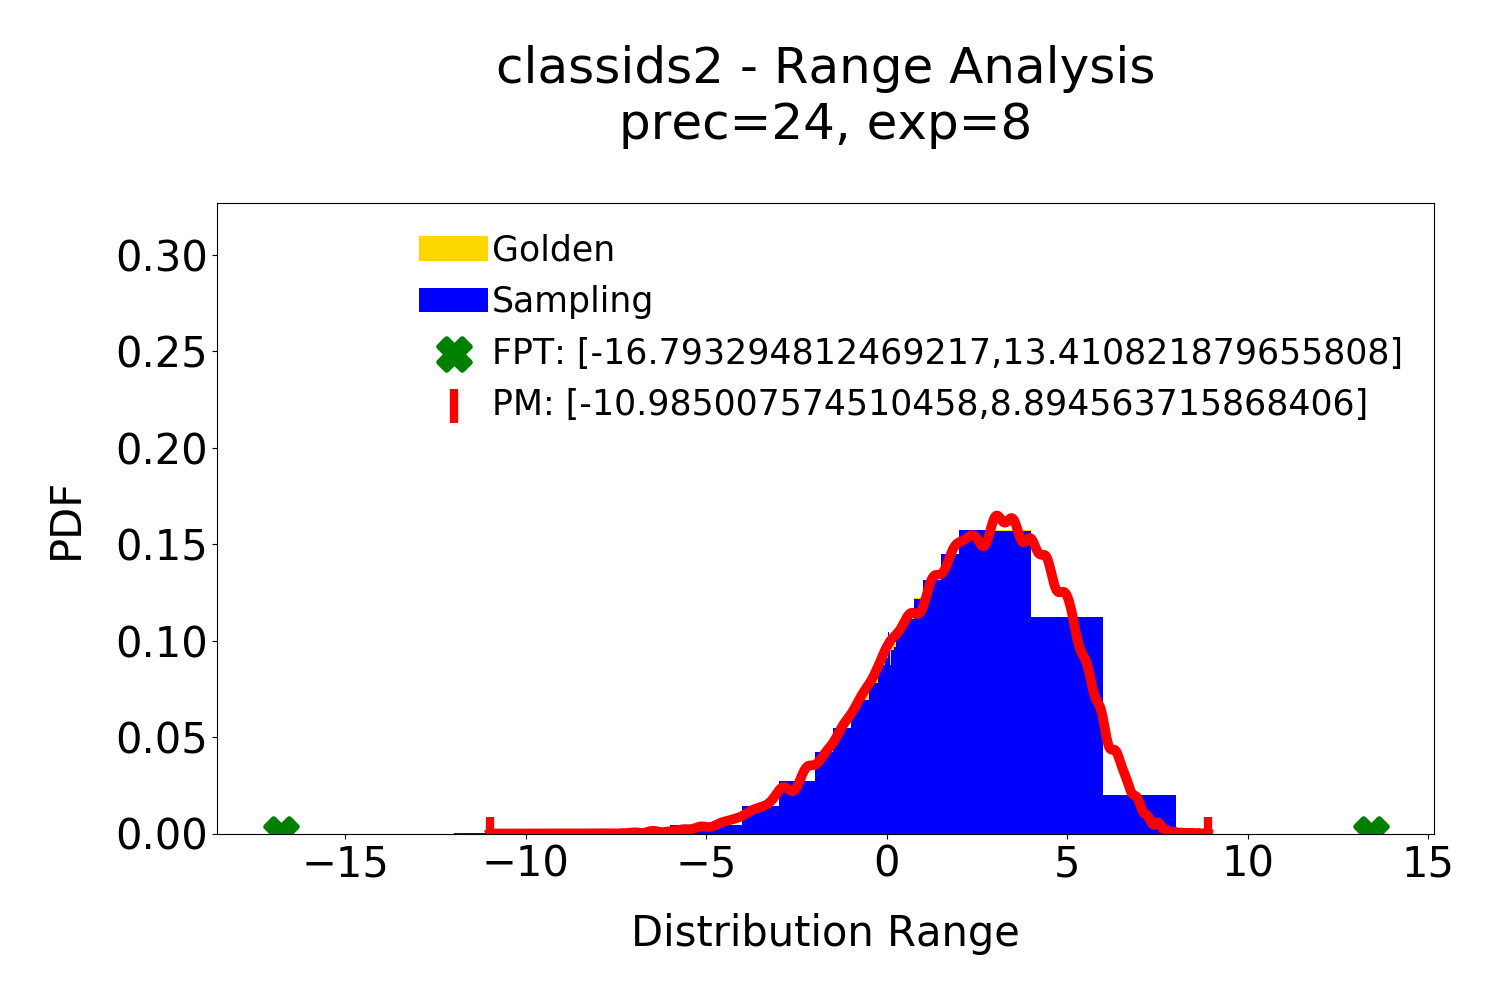 classids2 - Range Analysis
prec=24, exp=8
Golden
Sampling
FPT: [-16.793294812469217,13.410821879655808]
PM: [-10.985007574510458,8.894563715868406]
PDF
0.30
0.25
0.20
0.15
0.10
0.05
0.00
−15
−10
−5
0
5
10
15
Distribution Range